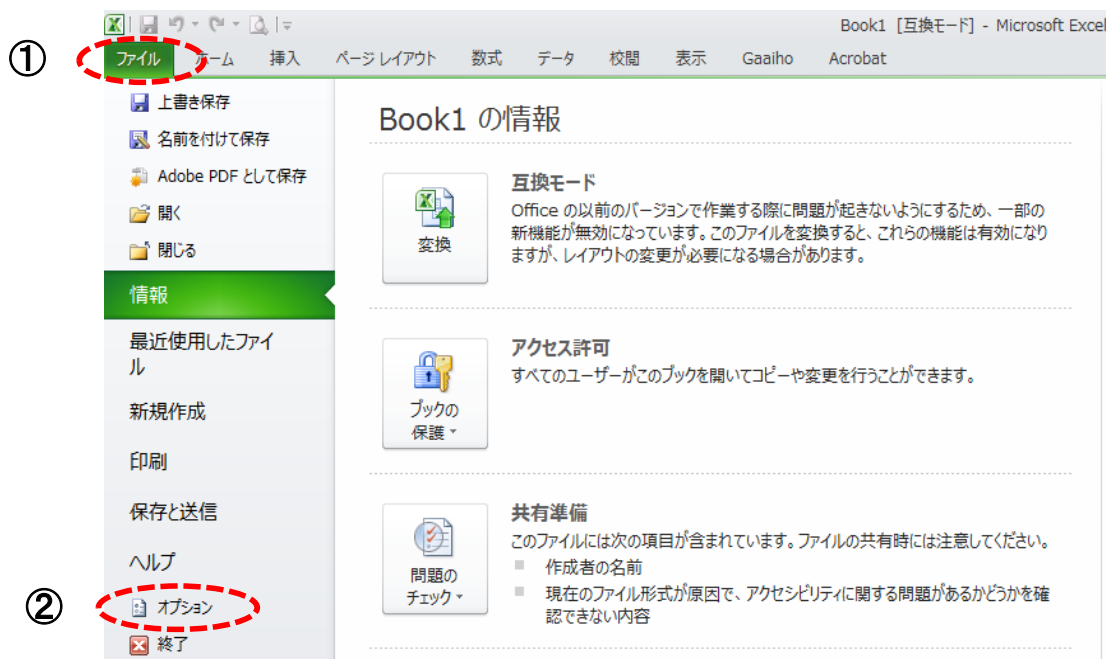 Book1 [互換モード] - Microsoft Excel
①
ファイル ホーム 挿入 ページ レイアウト 数式 データ 校閲 表示 Gaaiho Acrobat
上書き保存
名前を付けて保存
Adobe PDF として保存
開く
閉じる
情報
最近使用したファイ
ル
新規作成
印刷
保存と送信
ヘルプ
②
オプション
終了
Book1 の情報
変換
互換モード
Office の以前のバージョンで作業する際に問題が起きないようにするため、一部の
新機能が無効になっています。このファイルを変換すると、これらの機能は有効になり
ますが、レイアウトの変更が必要になる場合があります。
ブックの
保護
アクセス許可
すべてのユーザーがこのブックを開いてコピーや変更を行うことができます。
問題の
チェック
共有準備
このファイルには次の項目が含まれています。ファイルの共有時には注意してください。
作成者の名前
現在のファイル形式が原因で、アクセシビリティに関する問題があるかどうかを確
認できない内容